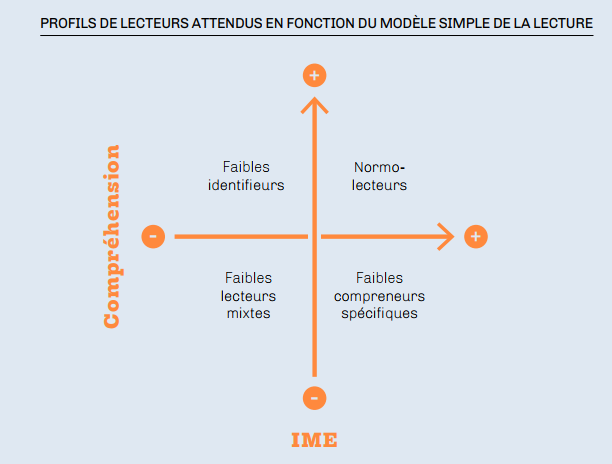 PROFILS DE LECTEURS ATTENDUS EN FONCTION DU MODÈLE SIMPLE DE LA LECTURE
+
Faibles
identifieurs
Normo-
lecteurs
Compréhension
-
+
Faibles
lecteurs
mixtes
Faibles
compreneurs
spécifiques
-
IME